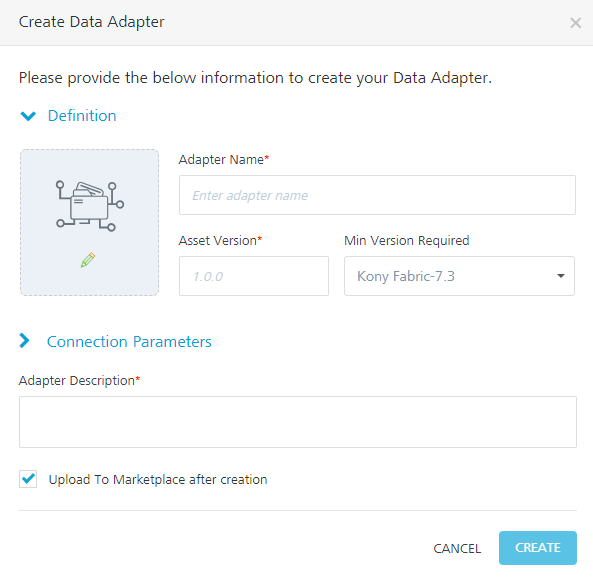 Create Data Adapter
Please provide the below information to create your Data Adapter.
Definition
Adapter Name*
Enter adapter name
Asset Version* Min Version Required
1.0.0 Kony Fabric-7.3
Connection Parameters
Adapter Description*
Upload To Marketplace after creation
CANCEL CREATE